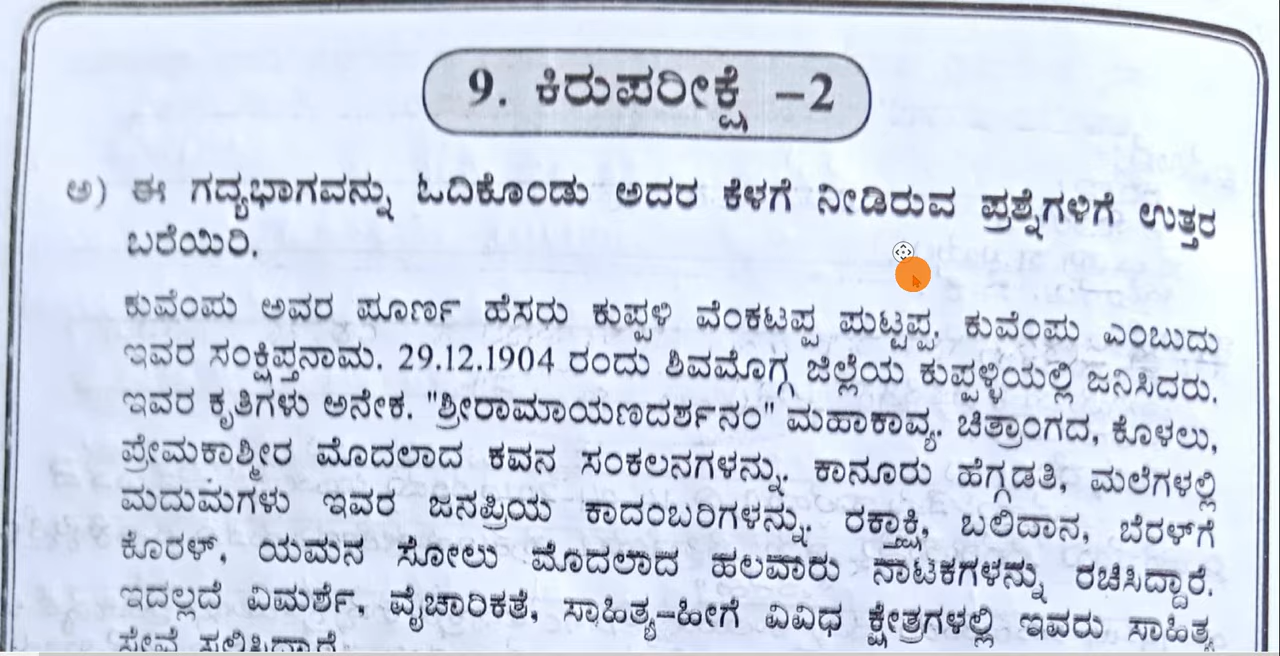 9. ಕಿರುಪರೀಕ್ಷೆ -2
ಅ) ಈ ಗದ್ಯಭಾಗವನ್ನು ಓದಿಕೊಂಡು ಅದರ ಕೆಳಗೆ ನೀಡಿರುವ ಪ್ರಶ್ನೆಗಳಿಗೆ ಉತ್ತರ
ಬರೆಯಿರಿ.
ಕುವೆಂಪು ಅವರ ಪೂರ್ಣ ಹೆಸರು ಕುಪ್ಪಳಿ ವೆಂಕಟಪ್ಪ ಪುಟ್ಟಪ್ಪ. ಕುವೆಂಪು ಎಂಬುದು
ಇವರ ಸಂಕ್ಷಿಪ್ತನಾಮ. 29.12.1904 ರಂದು ಶಿವಮೊಗ್ಗ ಜಿಲ್ಲೆಯ ಕುಪ್ಪಳ್ಳಿಯಲ್ಲಿ ಜನಿಸಿದರು.
ಇವರ ಕೃತಿಗಳು ಅನೇಕ. "ಶ್ರೀರಾಮಾಯಣದರ್ಶನಂ" ಮಹಾಕಾವ್ಯ. ಚಿತ್ರಾಂಗದ, ಕೊಳಲು,
ಪ್ರೇಮಕಾಶ್ಮೀರ ಮೊದಲಾದ ಕವನ ಸಂಕಲನಗಳನ್ನು. ಕಾನೂರು ಹೆಗ್ಗಡತಿ, ಮಲೆಗಳಲ್ಲಿ
ಮದುಮಗಳು ಇವರ ಜನಪ್ರಿಯ ಕಾದಂಬರಿಗಳನ್ನು. ರಕ್ತಾಕ್ಷಿ, ಬಲಿದಾನ, ಬೆರಳ್‌ಗೆ
ಕೊರಳ್, ಯಮನ ಸೋಲು ಮೊದಲಾದ ಹಲವಾರು ನಾಟಕಗಳನ್ನು ರಚಿಸಿದ್ದಾರೆ.
ಇದಲ್ಲದೆ ವಿಮರ್ಶೆ, ವೈಚಾರಿಕತೆ, ಸಾಹಿತ್ಯ-ಹೀಗೆ ವಿವಿಧ ಕ್ಷೇತ್ರಗಳಲ್ಲಿ ಇವರು ಸಾಹಿತ್ಯ
ಸೇವೆ ಸಲ್ಲಿಸಿದ್ದಾರೆ.